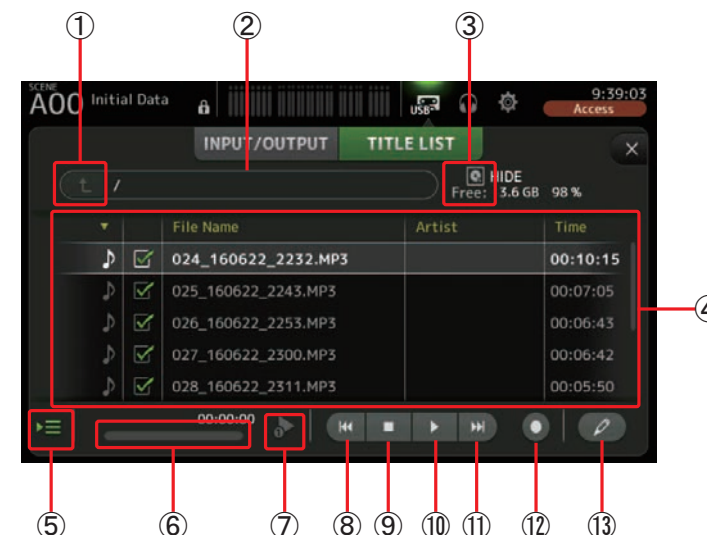 ① ② ③
SCENE
A00 Initial Data USB 9:39:03
Access
INPUT/OUTPUT TITLE LIST
/ HIDE
Free: 3.6 GB 98 %
File Name Artist Time
024_160622_2232.MP3 00:10:15
025_160622_2243.MP3 00:07:05
026_160622_2253.MP3 00:06:43
027_160622_2300.MP3 00:06:42
028_160622_2311.MP3 00:05:50
④
00:00:00
⑤ ⑥ ⑦ ⑧ ⑨ ⑩ ⑪ ⑫ ⑬